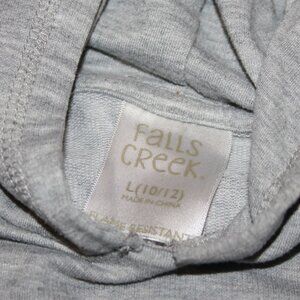 Falls
Creek.
L(10/12)
MADE IN CHINA
FLAME RESISTANT